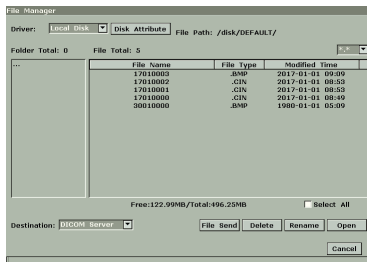 File Manager
Driver: Local Disk Disk Attribute File Path: /disk/DEFAULT/
Folder Total: 0 File Total: 5 *.*
...
File Name File Type Modified Time
17010003 .BMP 2017-01-01 09:09
17010002 .CIN 2017-01-01 08:53
17010001 .CIN 2017-01-01 08:53
17010000 .CIN 2017-01-01 08:49
30010000 .BMP 1980-01-01 05:09
Free:122.99MB/Total:496.25MB Select All
Destination: DICOM Server File Send Delete Rename Open
Cancel